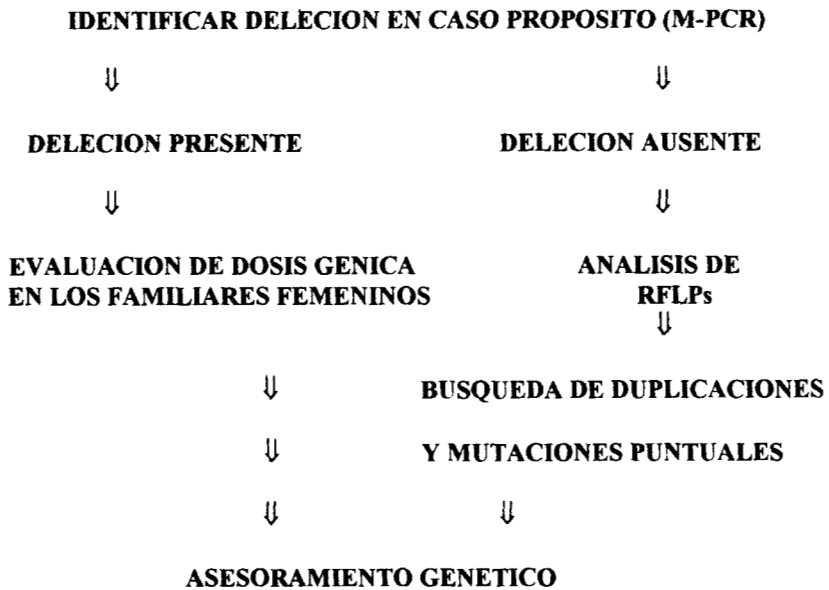 IDENTIFICAR DELECION EN CASO PROPOSITO (M-PCR)
⇓ ⇓
DELECION PRESENTE DELECION AUSENTE
⇓ ⇓
EVALUACION DE DOSIS GENICA ANALISIS DE
EN LOS FAMILIARES FEMENINOS RFLPs
⇓
⇓ BUSQUEDA DE DUPLICACIONES
⇓ Y MUTACIONES PUNTUALES
⇓ ⇓
ASESORAMIENTO GENETICO